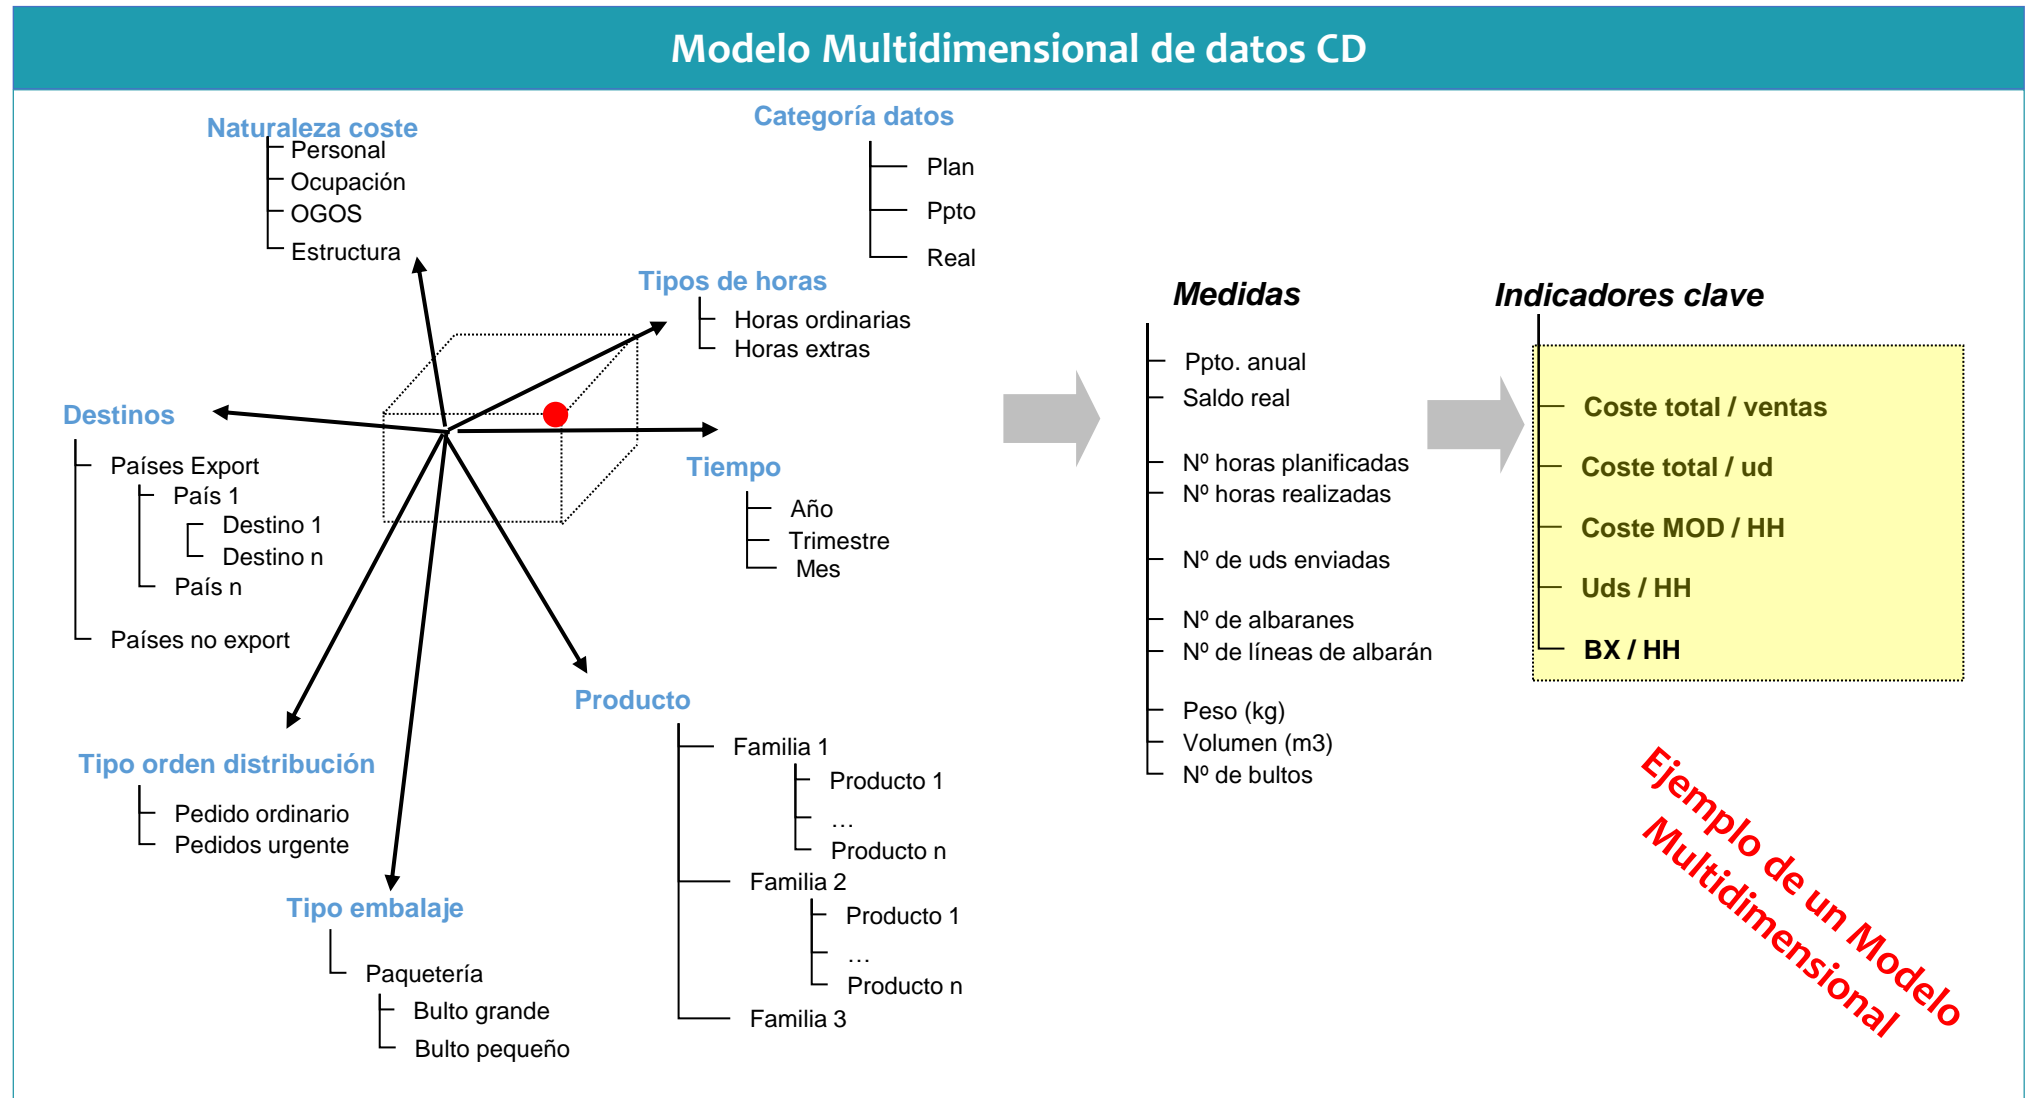 Modelo Multidimensional de datos CD
Naturaleza coste
Personal
Ocupación
OGOS
Estructura
Categoría datos
Plan
Ppto
Real
Tipos de horas
Horas ordinarias
Horas extras
Destinos
Países Export
País 1
Destino 1
Destino n
País n
Países no export
Tiempo
Año
Trimestre
Mes
Tipo orden distribución
Pedido ordinario
Pedidos urgente
Tipo embalaje
Paquetería
Bulto grande
Bulto pequeño
Producto
Familia 1
Producto 1
…
Producto n
Familia 2
Producto 1
…
Producto n
Familia 3
Medidas
Ppto. anual
Saldo real
Nº horas planificadas
Nº horas realizadas
Nº de uds enviadas
Nº de albaranes
Nº de líneas de albarán
Peso (kg)
Volumen (m3)
Nº de bultos
Indicadores clave
Coste total / ventas
Coste total / ud
Coste MOD / HH
Uds / HH
BX / HH
Ejemplo de un Modelo
Multidimensional